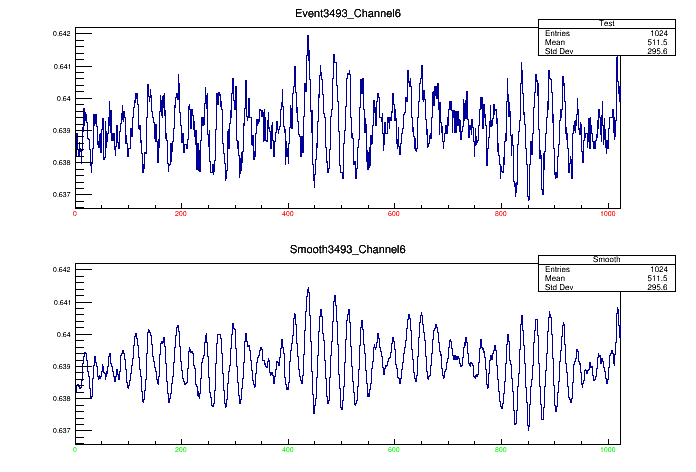 Event3493_Channel6
Test
Entries 1024
Mean 511.5
Std Dev 295.6
0.642
0.641
0.64
0.639
0.638
0.637
0 200 400 600 800 1000
Smooth3493_Channel6
Smooth
Entries 1024
Mean 511.5
Std Dev 295.6
0.642
0.641
0.64
0.639
0.638
0.637
0 200 400 600 800 1000